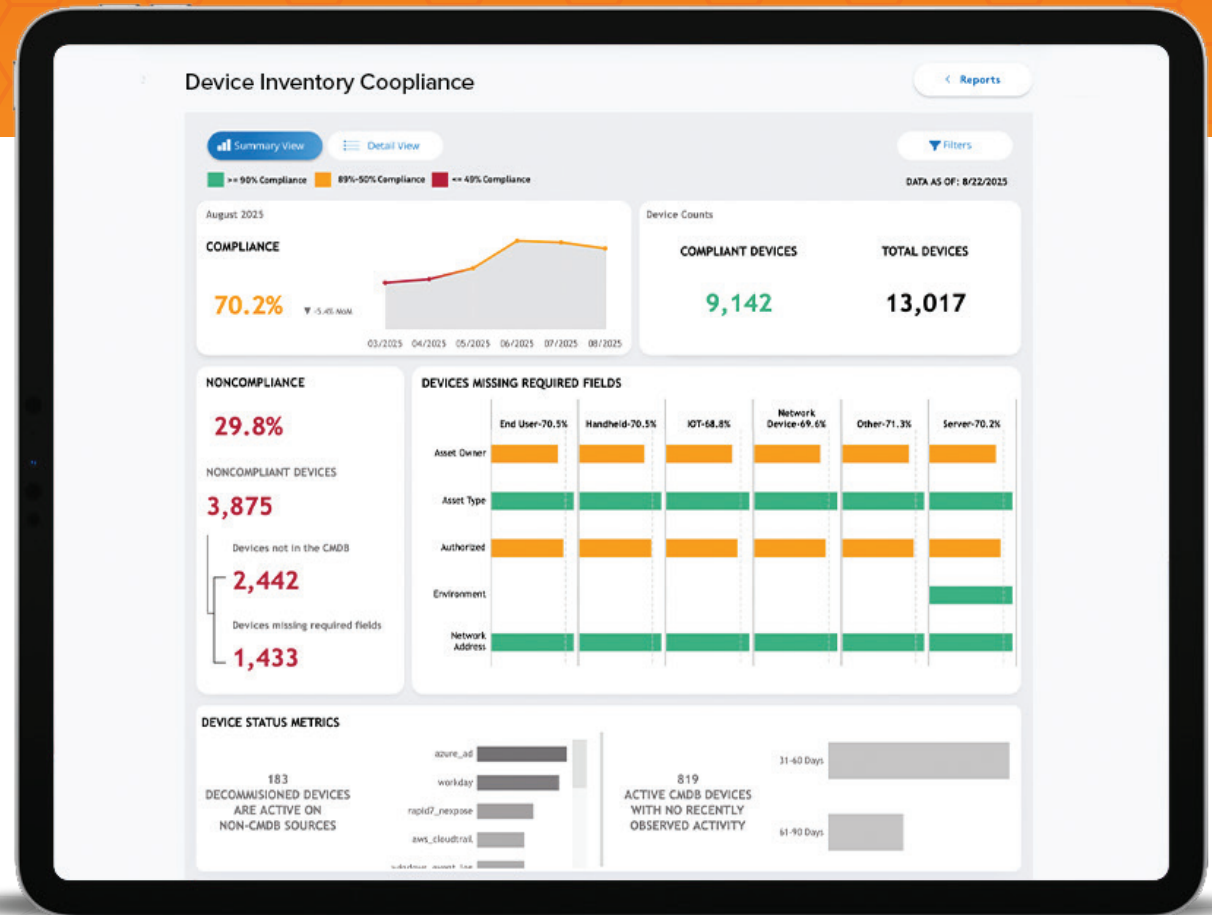 Device Inventory Coopliance
Reports
Summary View
Detail View
Filters
>= 90% Compliance
89%-50% Compliance
<= 49% Compliance
DATA AS OF: 8/22/2025
August 2025
COMPLIANCE
70.2%
▼ -5.4% MoM
03/2025 04/2025 05/2025 06/2025 07/2025 08/2025
Device Counts
COMPLIANT DEVICES
9,142
TOTAL DEVICES
13,017
NONCOMPLIANCE
29.8%
NONCOMPLIANT DEVICES
3,875
Devices not in the CMDB
2,442
Devices missing required fields
1,433
DEVICES MISSING REQUIRED FIELDS
End User-70.5%
Handheld-70.5%
IOT-68.8%
Network
Device-69.6%
Other-71.3%
Server-70.2%
Asset Owner
Asset Type
Authorized
Environment
Network
Address
DEVICE STATUS METRICS
183
DECOMMISIONED DEVICES
ARE ACTIVE ON
NON-CMDB SOURCES
azure_ad
workday
rapid7_nexpose
aws_cloudtrail
819
ACTIVE CMDB DEVICES
WITH NO RECENTLY
OBSERVED ACTIVITY
31-60 Days
61-90 Days